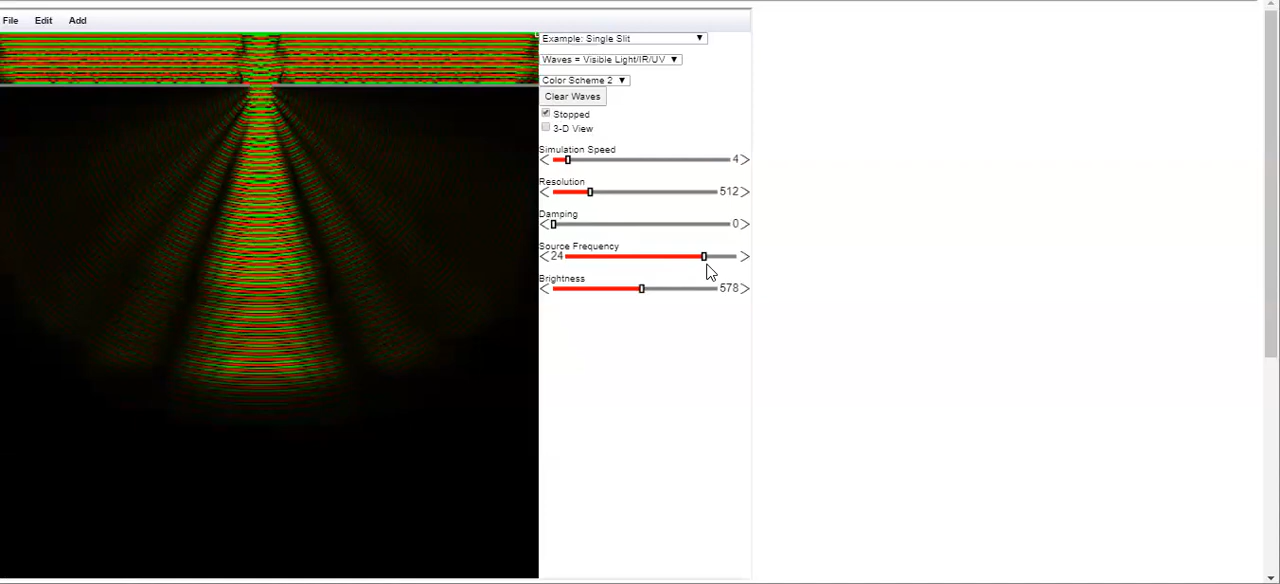 File Edit Add
Example: Single Slit
Waves = Visible Light/IR/UV
Color Scheme 2
Clear Waves
Stopped
3-D View
Simulation Speed
4
Resolution
512
Damping
0
Source Frequency
24
Brightness
578